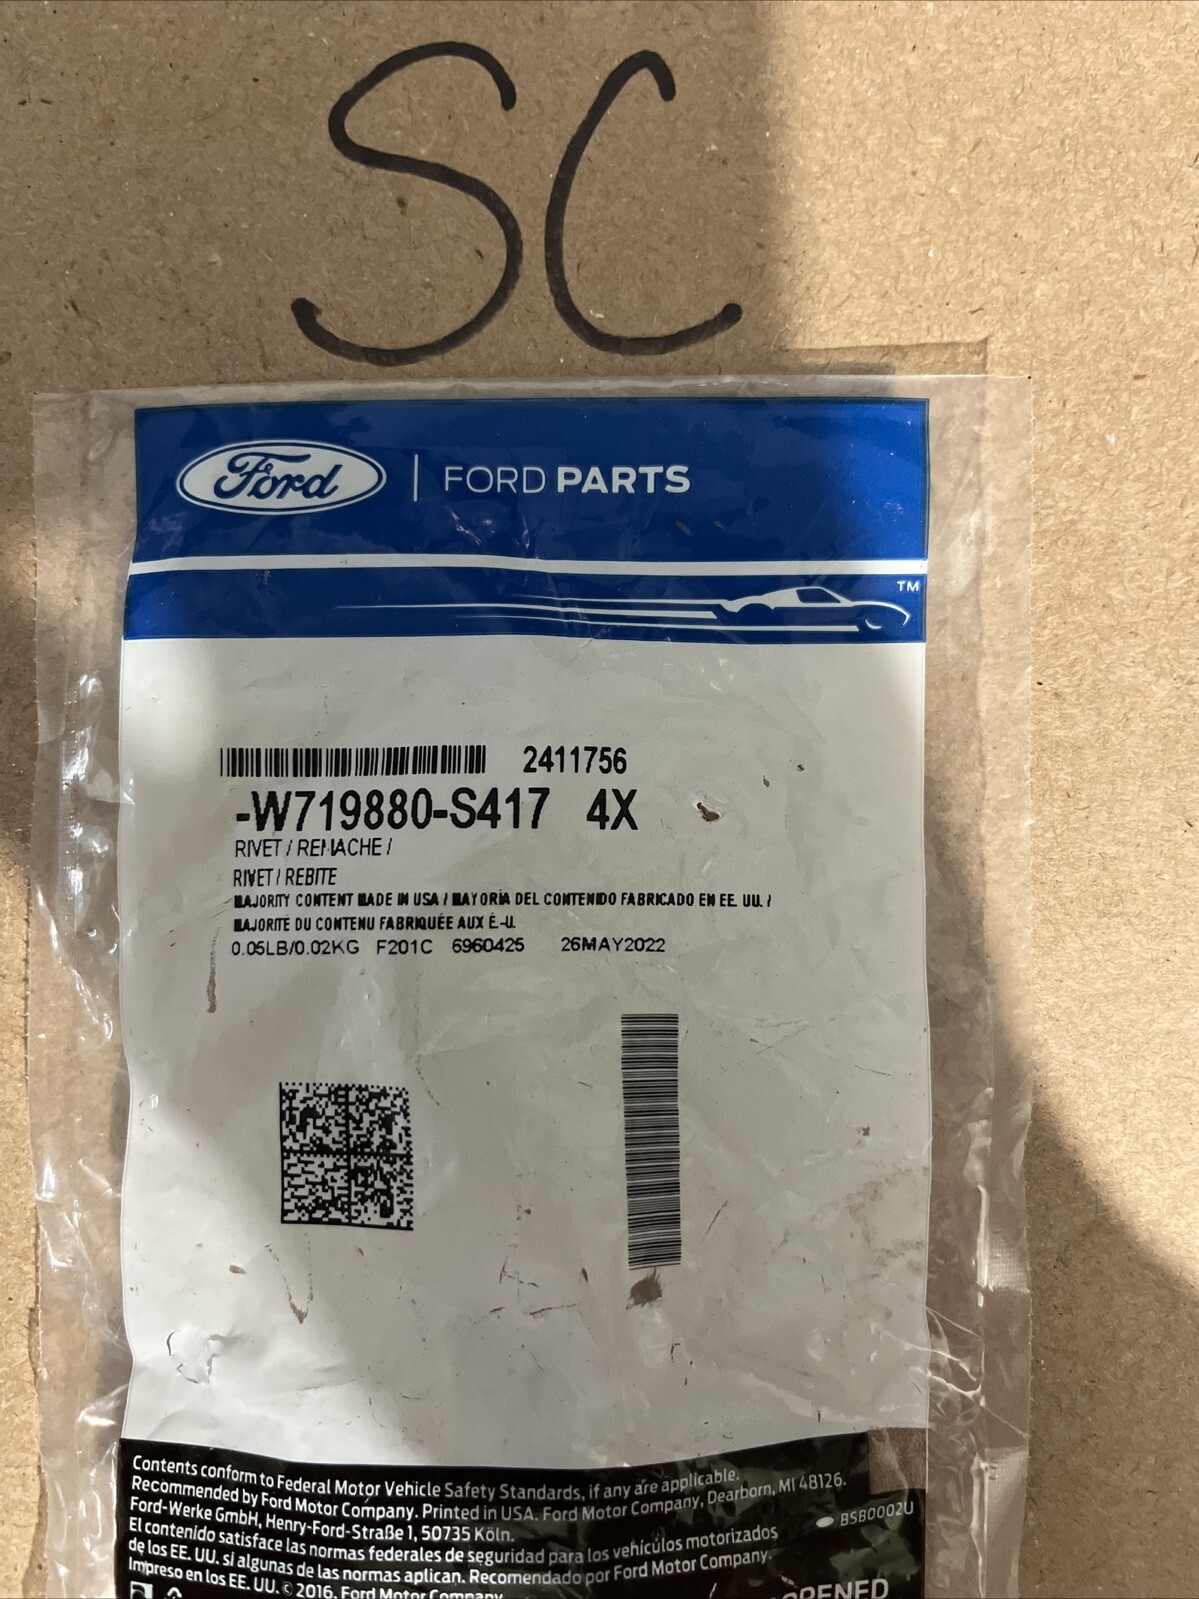 SC
Ford | FORD PARTS
TM
2411756
-W719880-S417 4X
RIVET / REMACHE /
RIVET / REBITE
MAJORITY CONTENT MADE IN USA / MAYORÍA DEL CONTENIDO FABRICADO EN EE. UU. /
MAJORITÉ DU CONTENU FABRIQUÉE AUX É.-U.
0.05LB/0.02KG F201C 6960425 26MAY2022
Contents conform to Federal Motor Vehicle Safety Standards, if any are applicable.
Recommended by Ford Motor Company. Printed in USA. Ford Motor Company, Dearborn, MI 48126.
Ford-Werke GmbH, Henry-Ford-Straße 1, 50735 Köln.
BSB0002U
El contenido satisface las normas federales de seguridad para los vehículos motorizados
de los EE. UU. si algunas de las normas aplican. Recomendado por Ford Motor Company.
Impreso en los EE. UU. © 2016, Ford Motor Company
OPENED